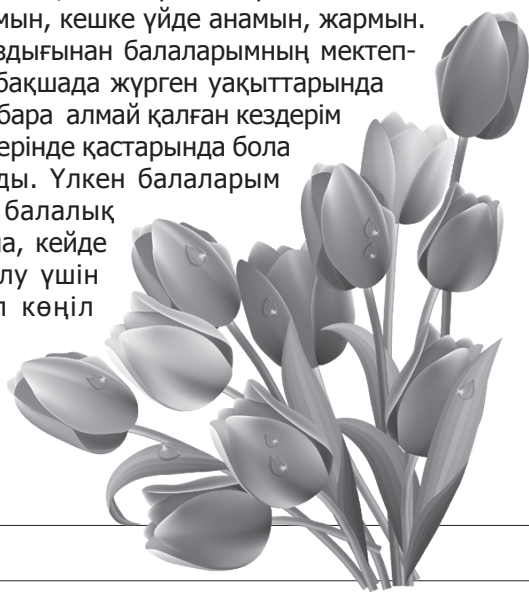 мын, кешке үйде анамын, жармын.
здығынан балаларымның мектеп-
бақшада жүрген уақыттарында
бара алмай қалған кездерім
ерінде қастарында бола
ды. Үлкен балаларым
балалық
а, кейде
лу үшін
п көңіл